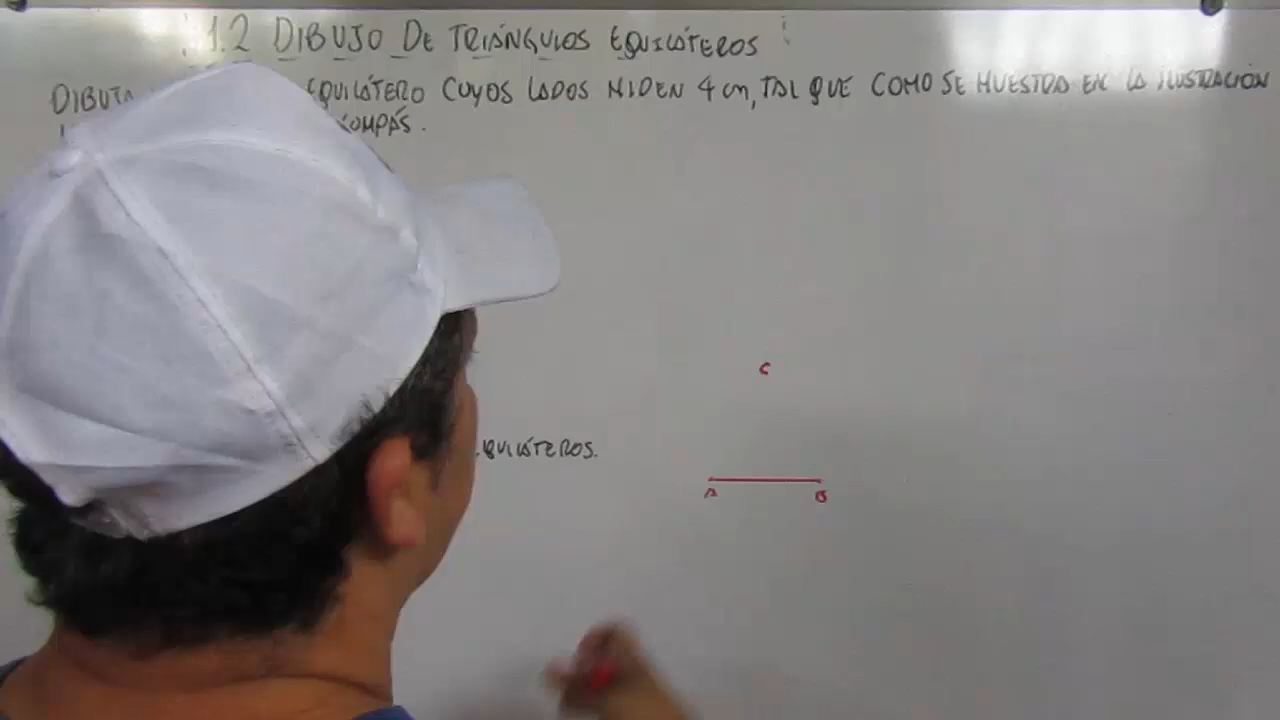 1.2 DIBUJO DE TRIÁNGULOS EQUILÁTEROS
DIBUJA EQUILÁTERO CUYOS LADOS MIDEN 4 cm, TAL QUE COMO SE MUESTRA EN LA ILUSTRACIÓN
COMPÁS.
C
EQUILÁTEROS.
A B